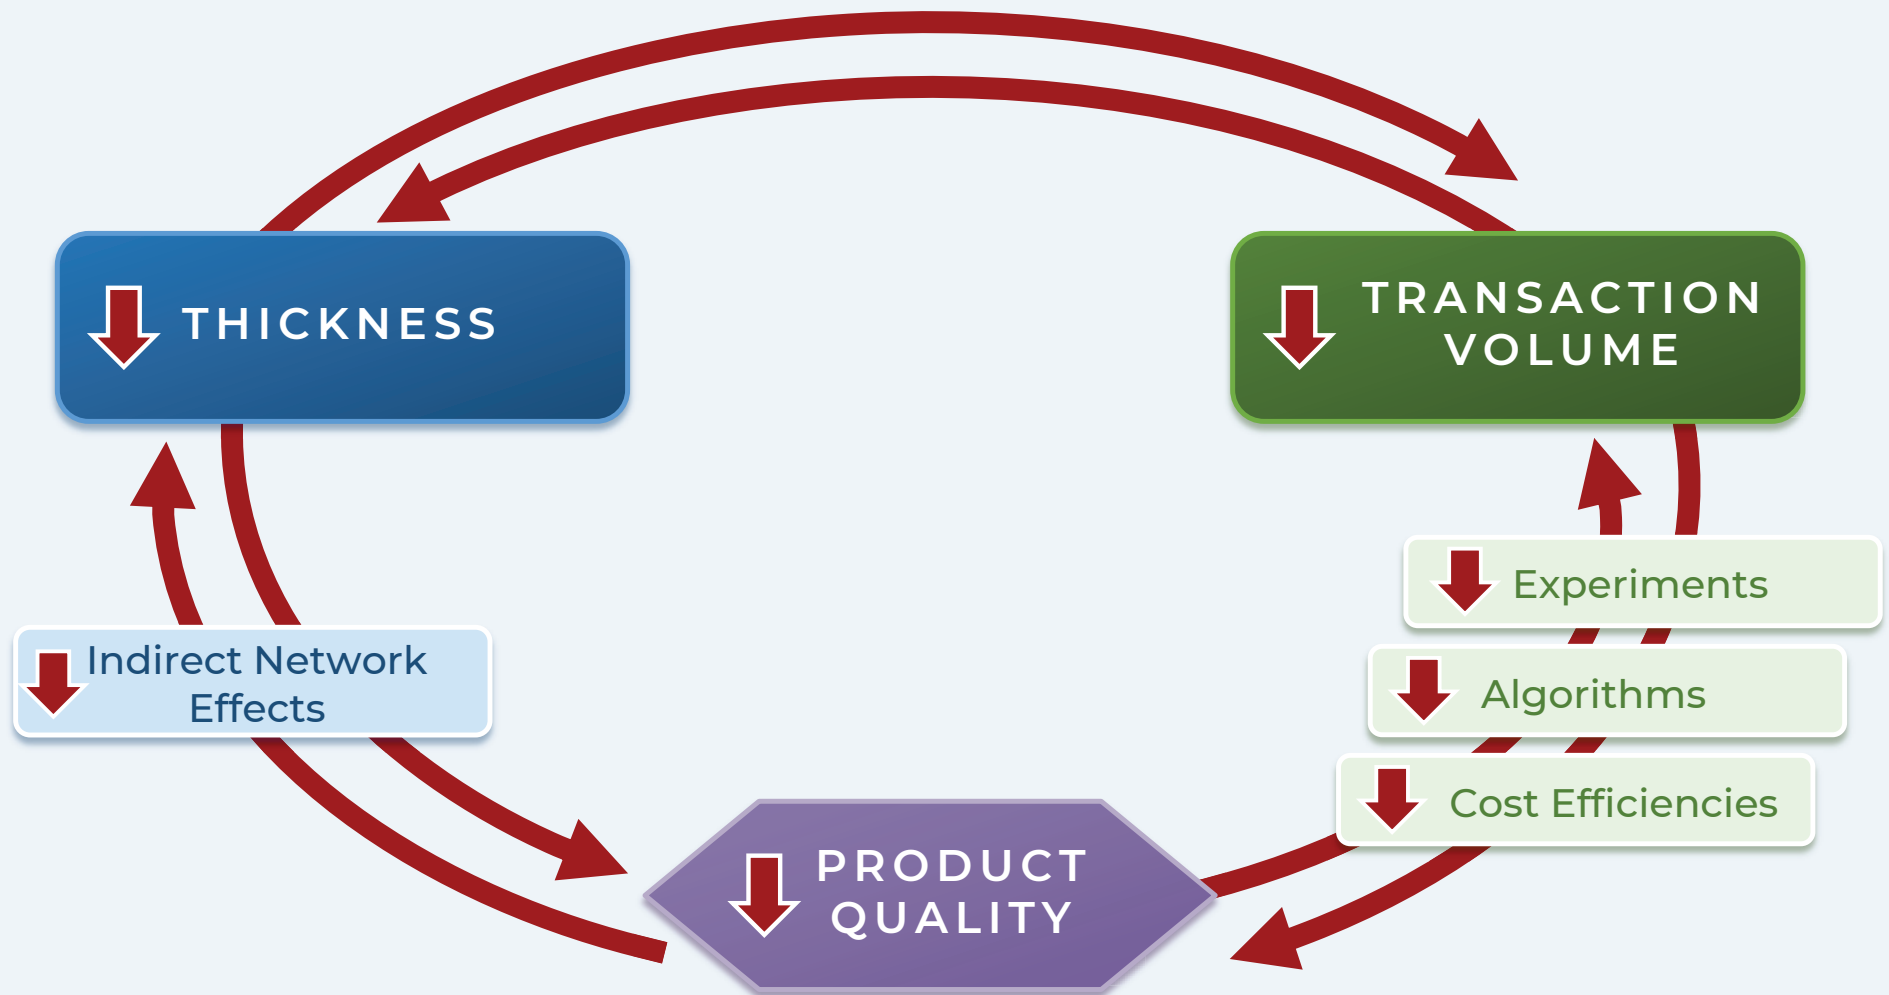 THICKNESS
TRANSACTION
VOLUME
Indirect Network
Effects
Experiments
Algorithms
Cost Efficiencies
PRODUCT
QUALITY